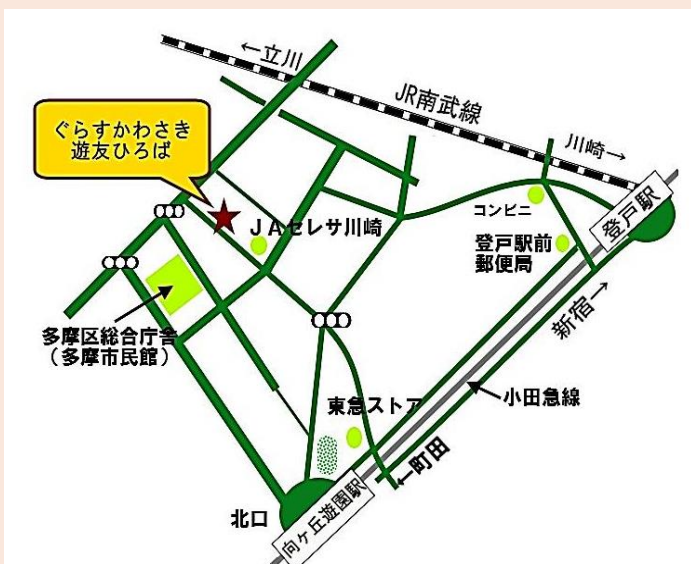 ←立川
JR南武線
川崎→
ぐらすかわさき
遊友ひろば
コンビニ
登戸駅
JAセレサ川崎
登戸駅前
郵便局
新宿→
多摩区総合庁舎
(多摩市民館)
小田急線
東急ストア
←町田
北口
向ヶ丘遊園駅